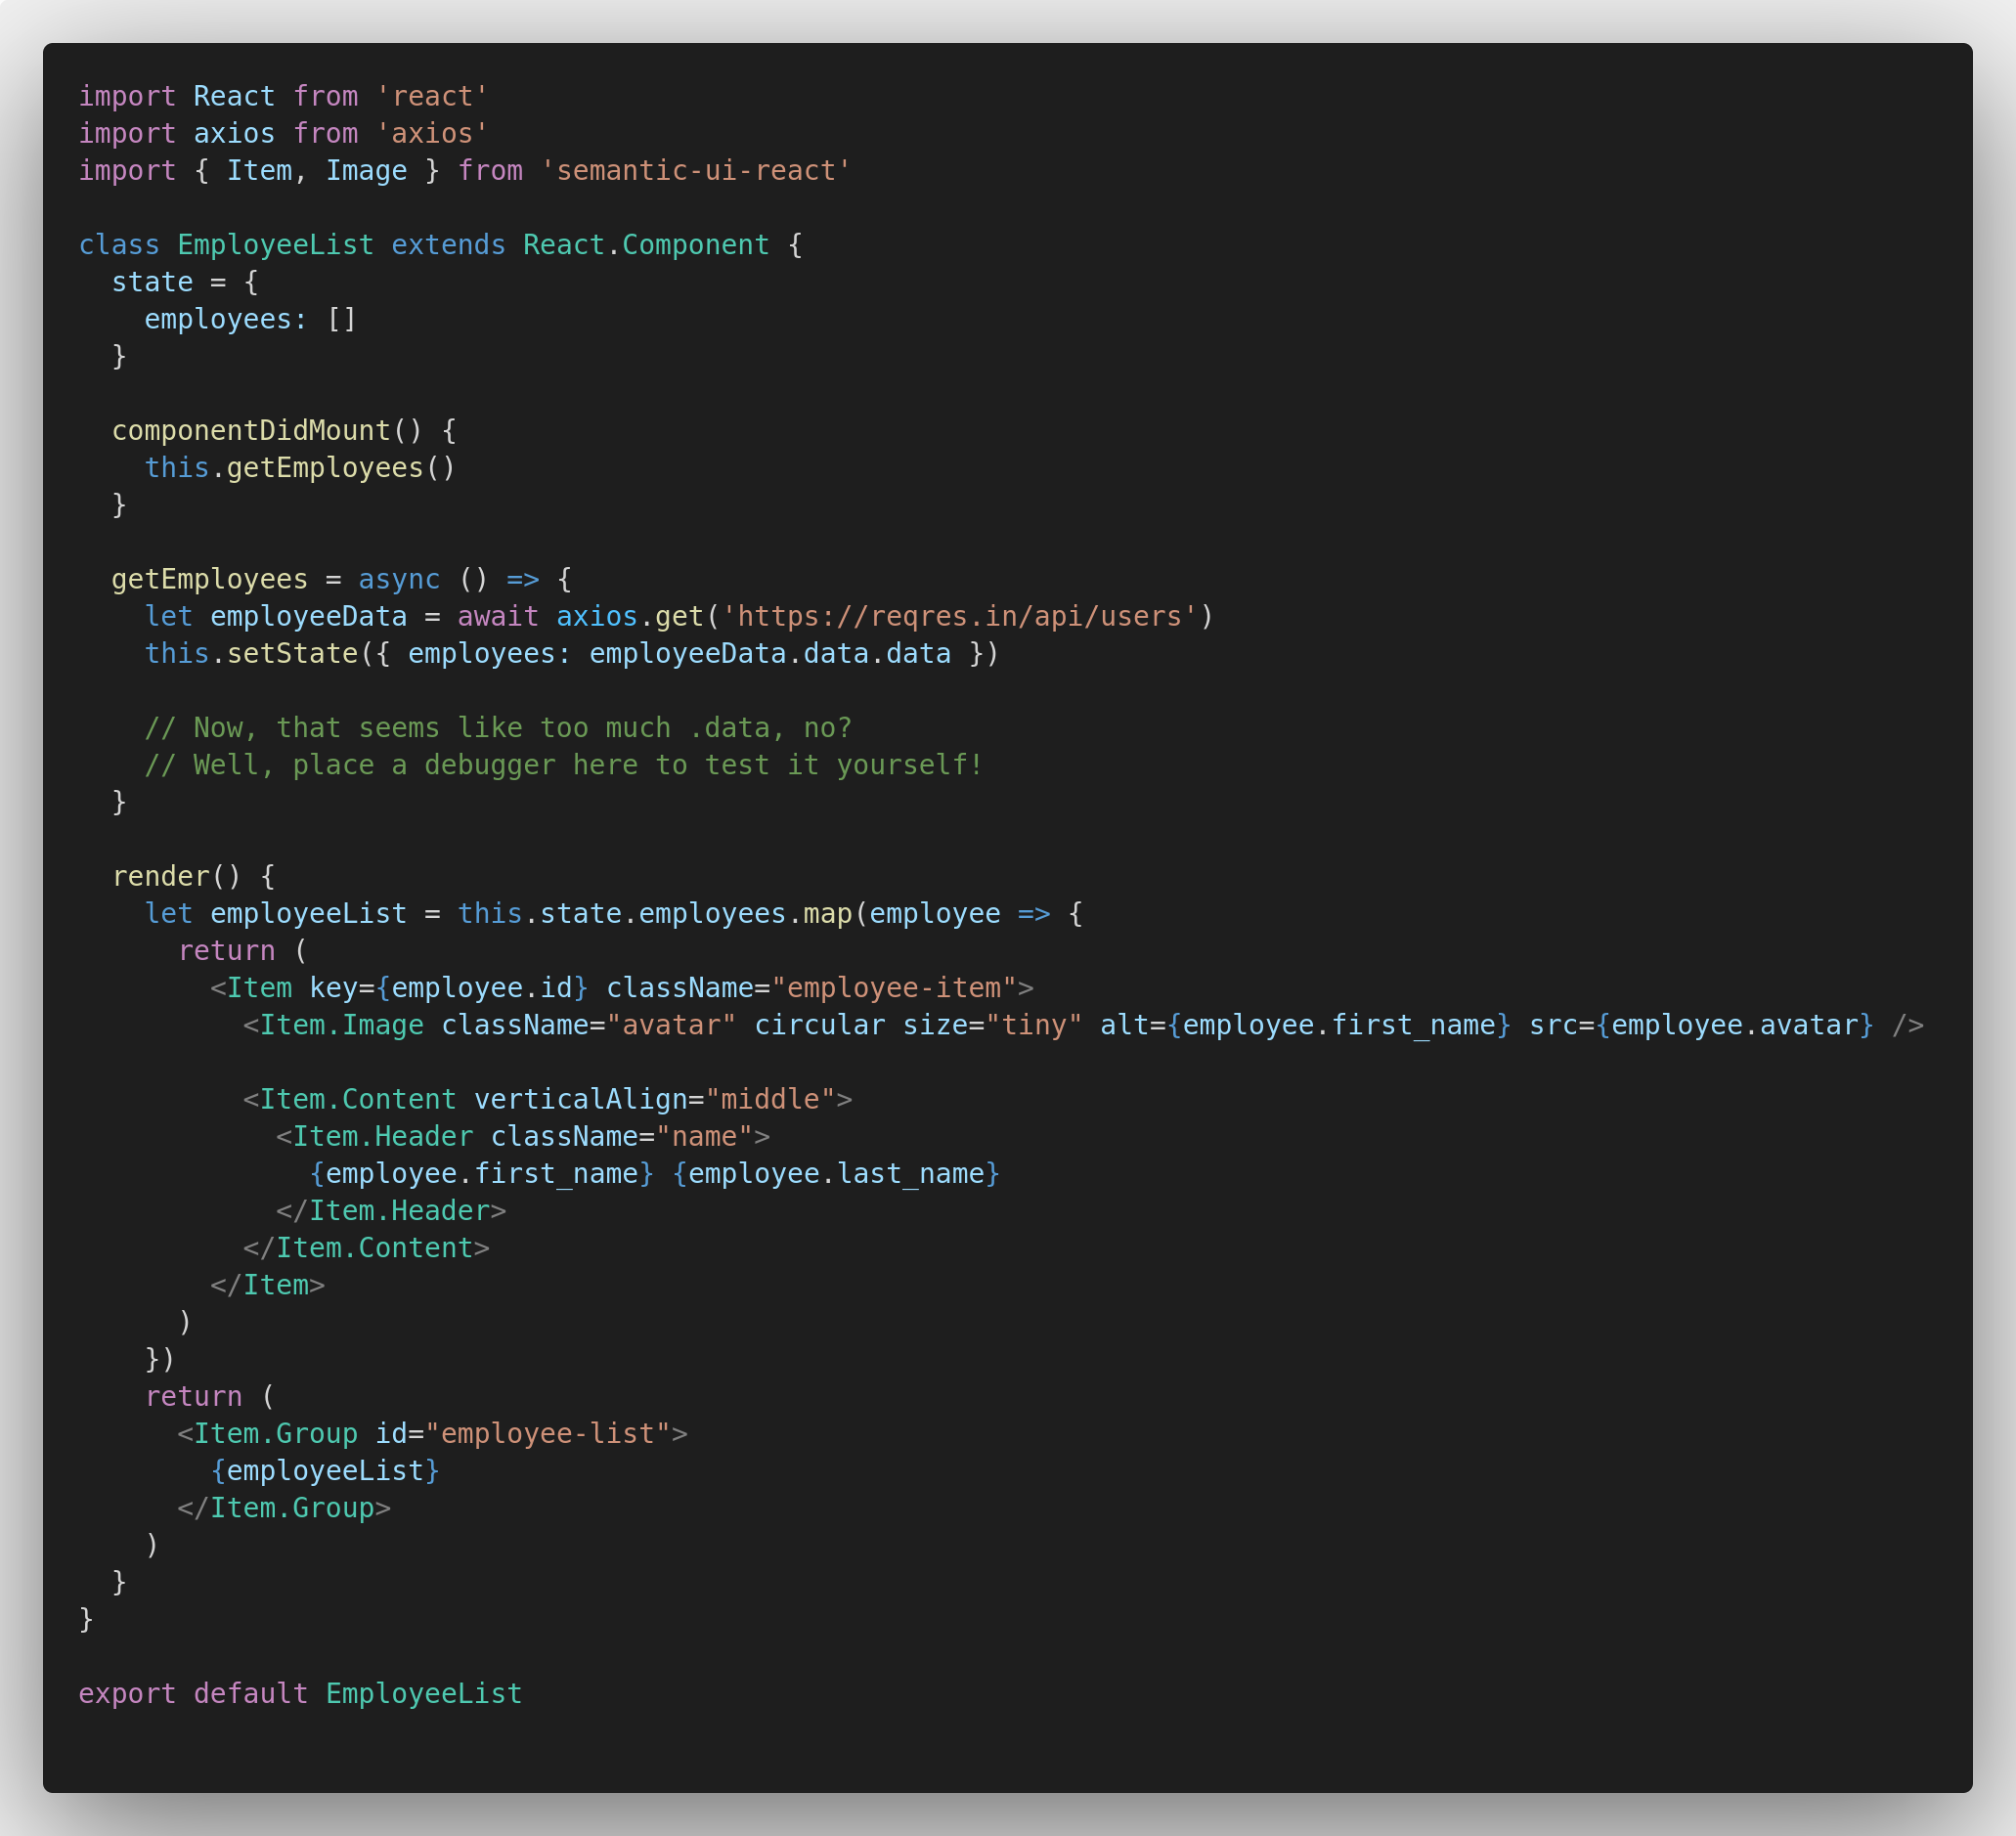 import React from 'react'
import axios from 'axios'
import { Item, Image } from 'semantic-ui-react'

class EmployeeList extends React.Component {
  state = {
    employees: []
  }

  componentDidMount() {
    this.getEmployees()
  }

  getEmployees = async () => {
    let employeeData = await axios.get('https://reqres.in/api/users')
    this.setState({ employees: employeeData.data.data })

    // Now, that seems like too much .data, no?
    // Well, place a debugger here to test it yourself!
  }

  render() {
    let employeeList = this.state.employees.map(employee => {
      return (
        <Item key={employee.id} className="employee-item">
          <Item.Image className="avatar" circular size="tiny" alt={employee.first_name} src={employee.avatar} />

          <Item.Content verticalAlign="middle">
            <Item.Header className="name">
              {employee.first_name} {employee.last_name}
            </Item.Header>
          </Item.Content>
        </Item>
      )
    })
    return (
      <Item.Group id="employee-list">
        {employeeList}
      </Item.Group>
    )
  }
}

export default EmployeeList